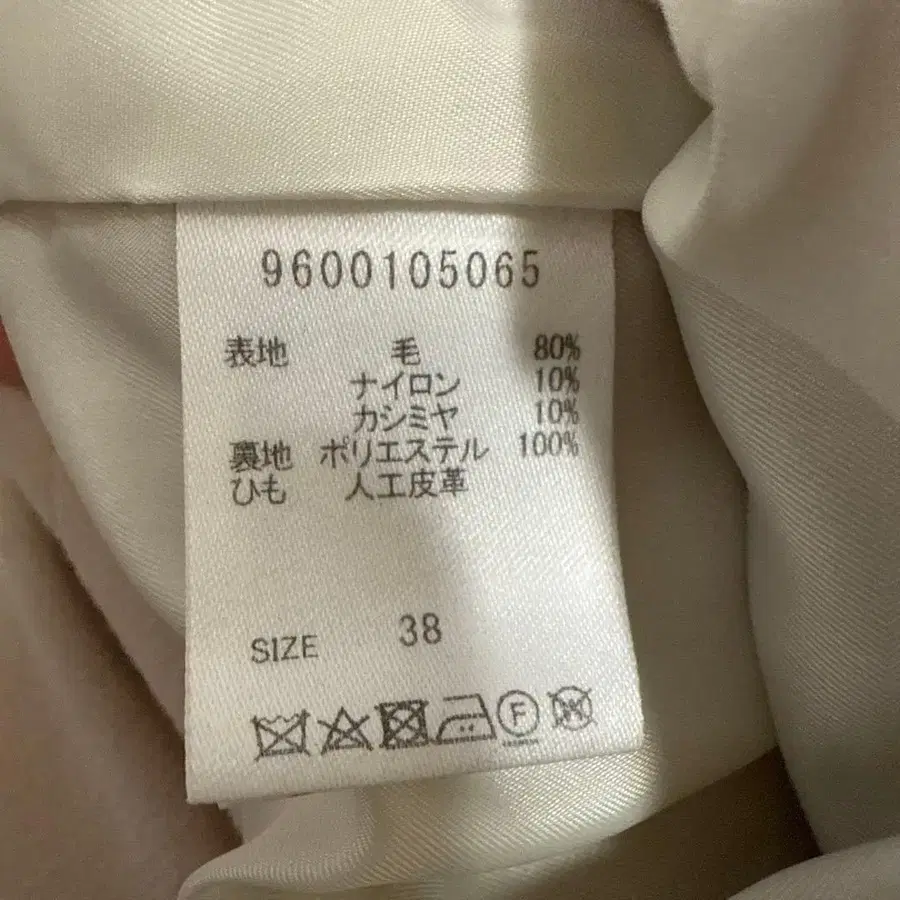 9600105065
表地 毛 80%
ナイロン 10%
カシミヤ 10%
裏地 ポリエステル 100%
ひも 人工皮革
SIZE 38
F W